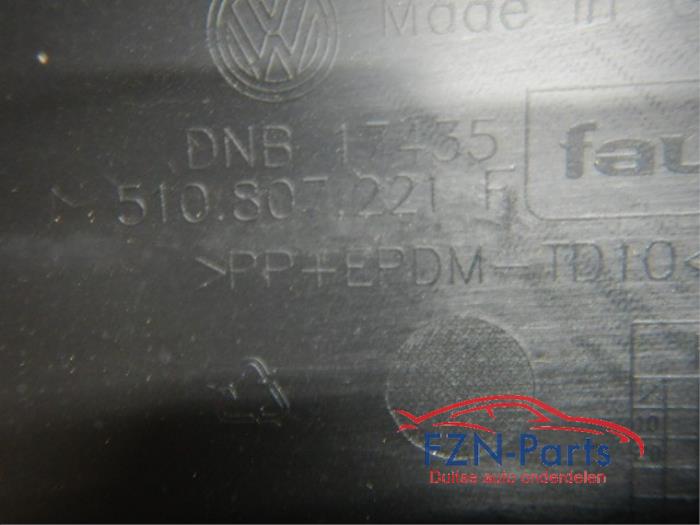 Made in G
DNB 17435
510.807.221 F
fau
>PP+EPDM-TD10<
FZN-Parts
Duitse auto onderdelen